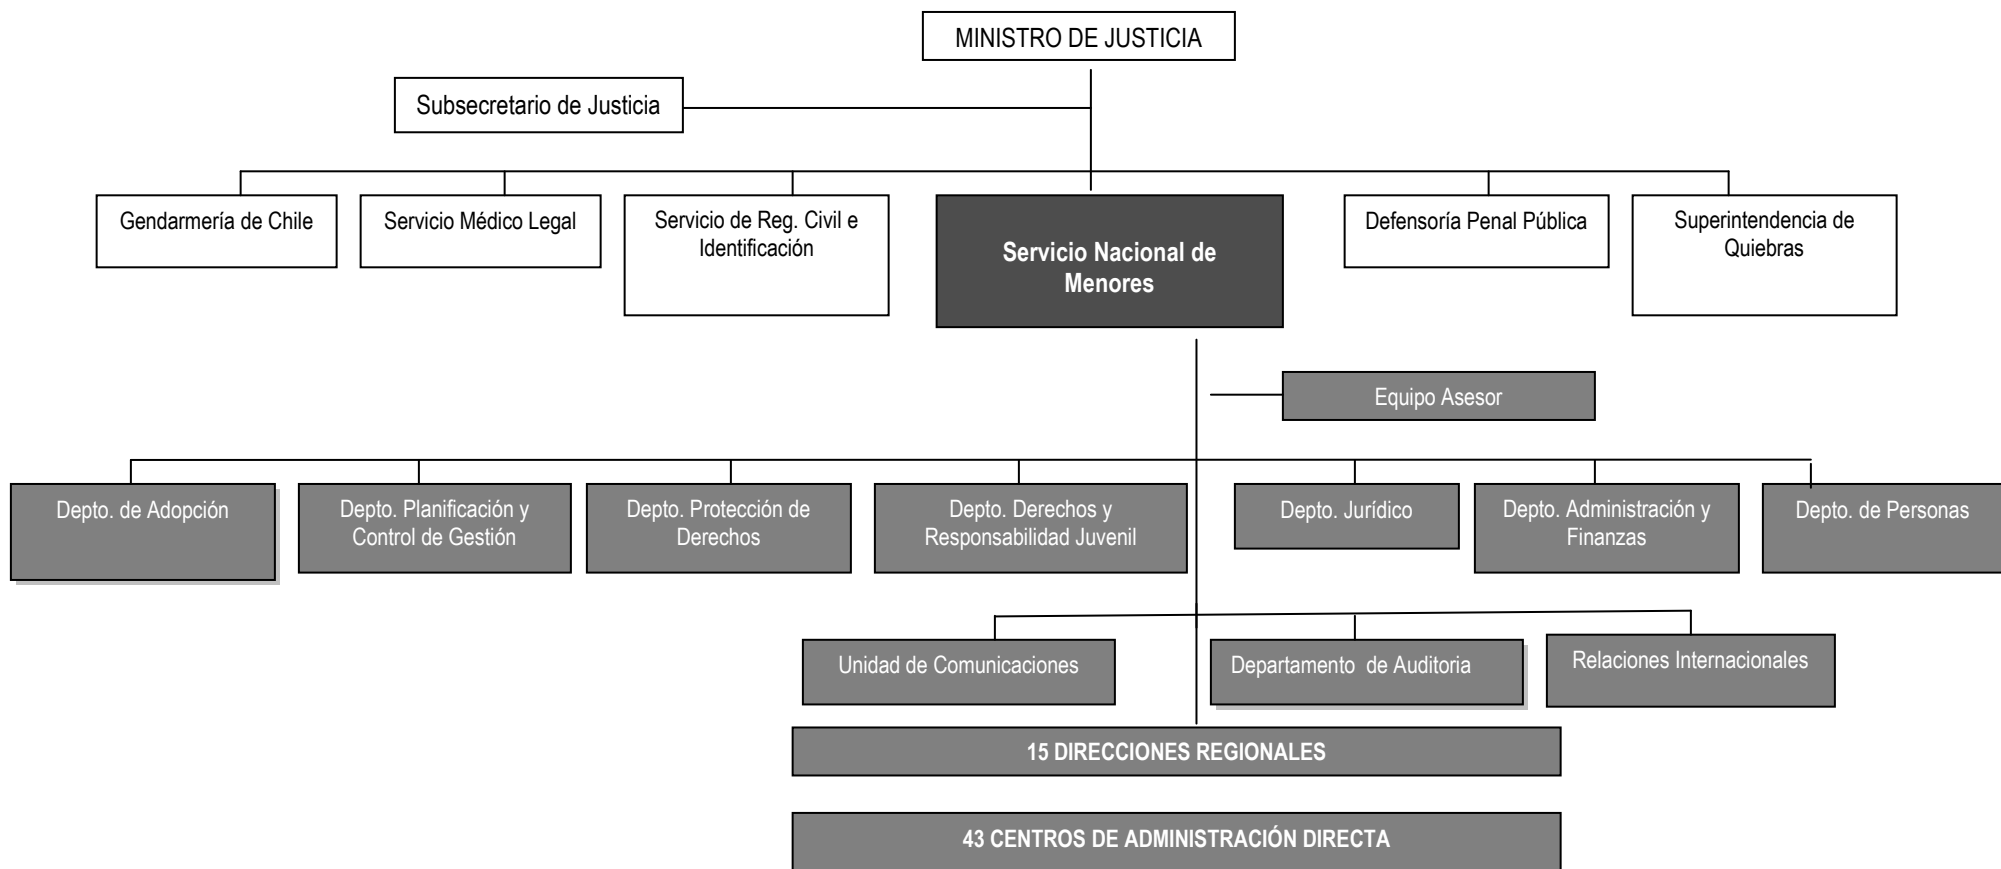 MINISTRO DE JUSTICIA
Subsecretario de Justicia
Gendarmería de Chile
Servicio Médico Legal
Servicio de Reg. Civil e
Identificación
Servicio Nacional de
Menores
Defensoría Penal Pública
Superintendencia de
Quiebras
Equipo Asesor
Depto. de Adopción
Depto. Planificación y
Control de Gestión
Depto. Protección de
Derechos
Depto. Derechos y
Responsabilidad Juvenil
Depto. Jurídico
Depto. Administración y
Finanzas
Depto. de Personas
Unidad de Comunicaciones
Departamento  de Auditoria
Relaciones Internacionales
15 DIRECCIONES REGIONALES
43 CENTROS DE ADMINISTRACIÓN DIRECTA